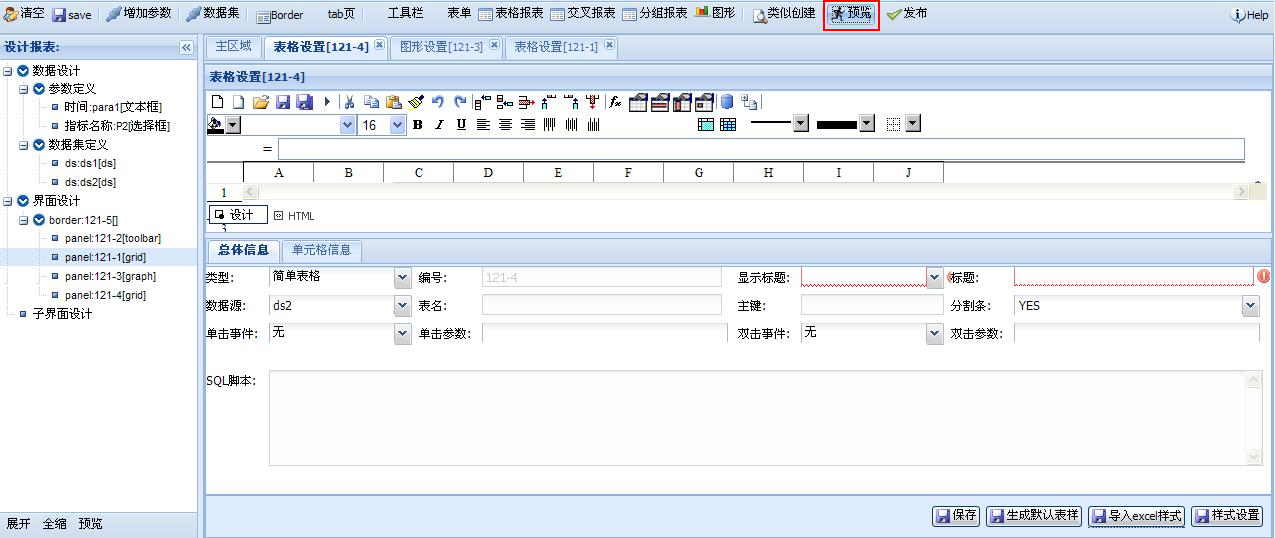 清空 save 增加参数 数据集 Border tab页 工具栏 表单 表格报表 交叉报表 分组报表 图形 类似创建 预览 发布 Help
设计报表:
数据设计
参数定义
时间:para1[文本框]
指标名称:P2[选择框]
数据集定义
ds:ds1[ds]
ds:ds2[ds]
界面设计
border:121-5[]
panel:121-2[toolbar]
panel:121-1[grid]
panel:121-3[graph]
panel:121-4[grid]
子界面设计
展开 全缩 预览
主区域 表格设置[121-4] 图形设置[121-3] 表格设置[121-1]
表格设置[121-4]
16 B I U
=
A B C D E F G H I J
1
设计 HTML
3
总体信息 单元格信息
类型: 简单表格 编号: 121-4 显示标题: 标题:
数据源: ds2 表名: 主键: 分割条: YES
单击事件: 无 单击参数: 双击事件: 无 双击参数:
SQL脚本:
保存 生成默认表样 导入excel样式 样式设置